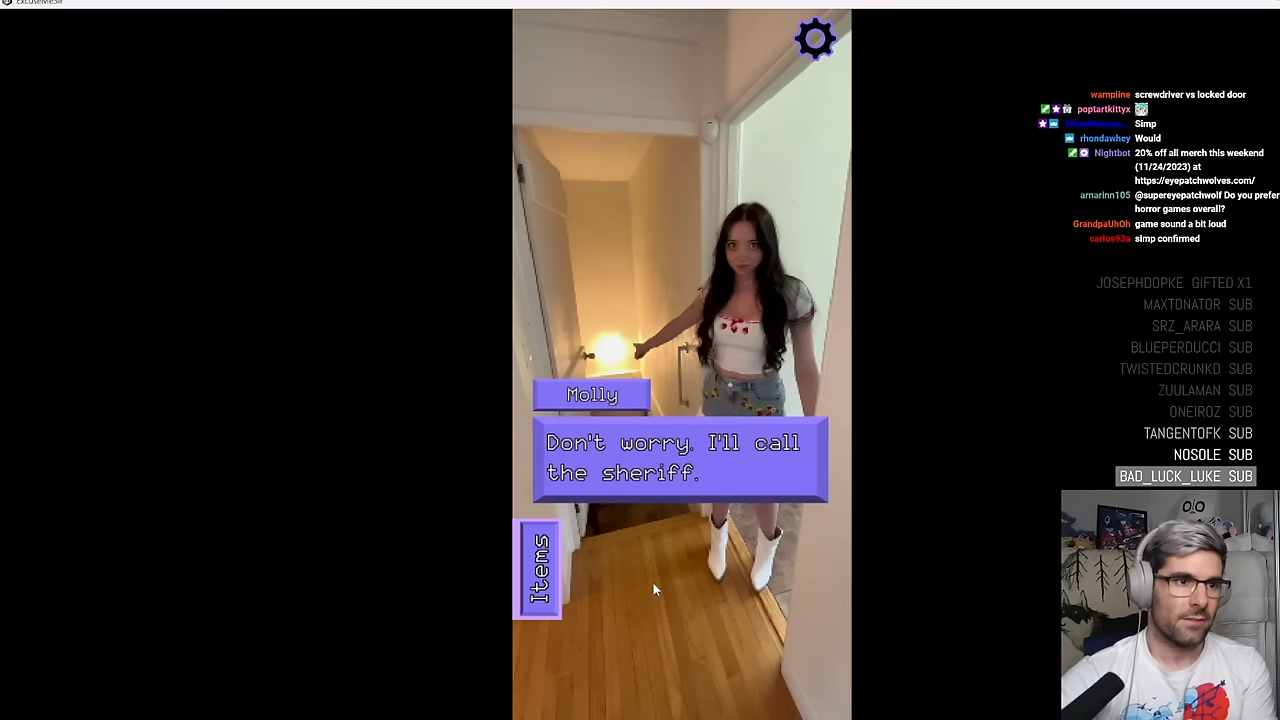 ExcuseMeSir
Molly
Don't worry. I'll call
the sheriff.
Items
wampiine screwdriver vs locked door
poptartkittyx
Simp
rhondawhey Would
Nightbot 20% off all merch this weekend
(11/24/2023) at
https://eyepatchwolves.com/
arnarinn105 @supereyepatchwolf Do you prefer
horror games overall?
GrandpaUhOh game sound a bit loud
carlos93a simp confirmed
JOSEPHDOPKE GIFTED X1
MAXTONATOR SUB
SRZ_ARARA SUB
BLUEPERDUCCI SUB
TWISTEDCRUNKD SUB
ZUULAMAN SUB
ONEIROZ SUB
TANGENTOFK SUB
NOSOLE SUB
BAD_LUCK_LUKE SUB